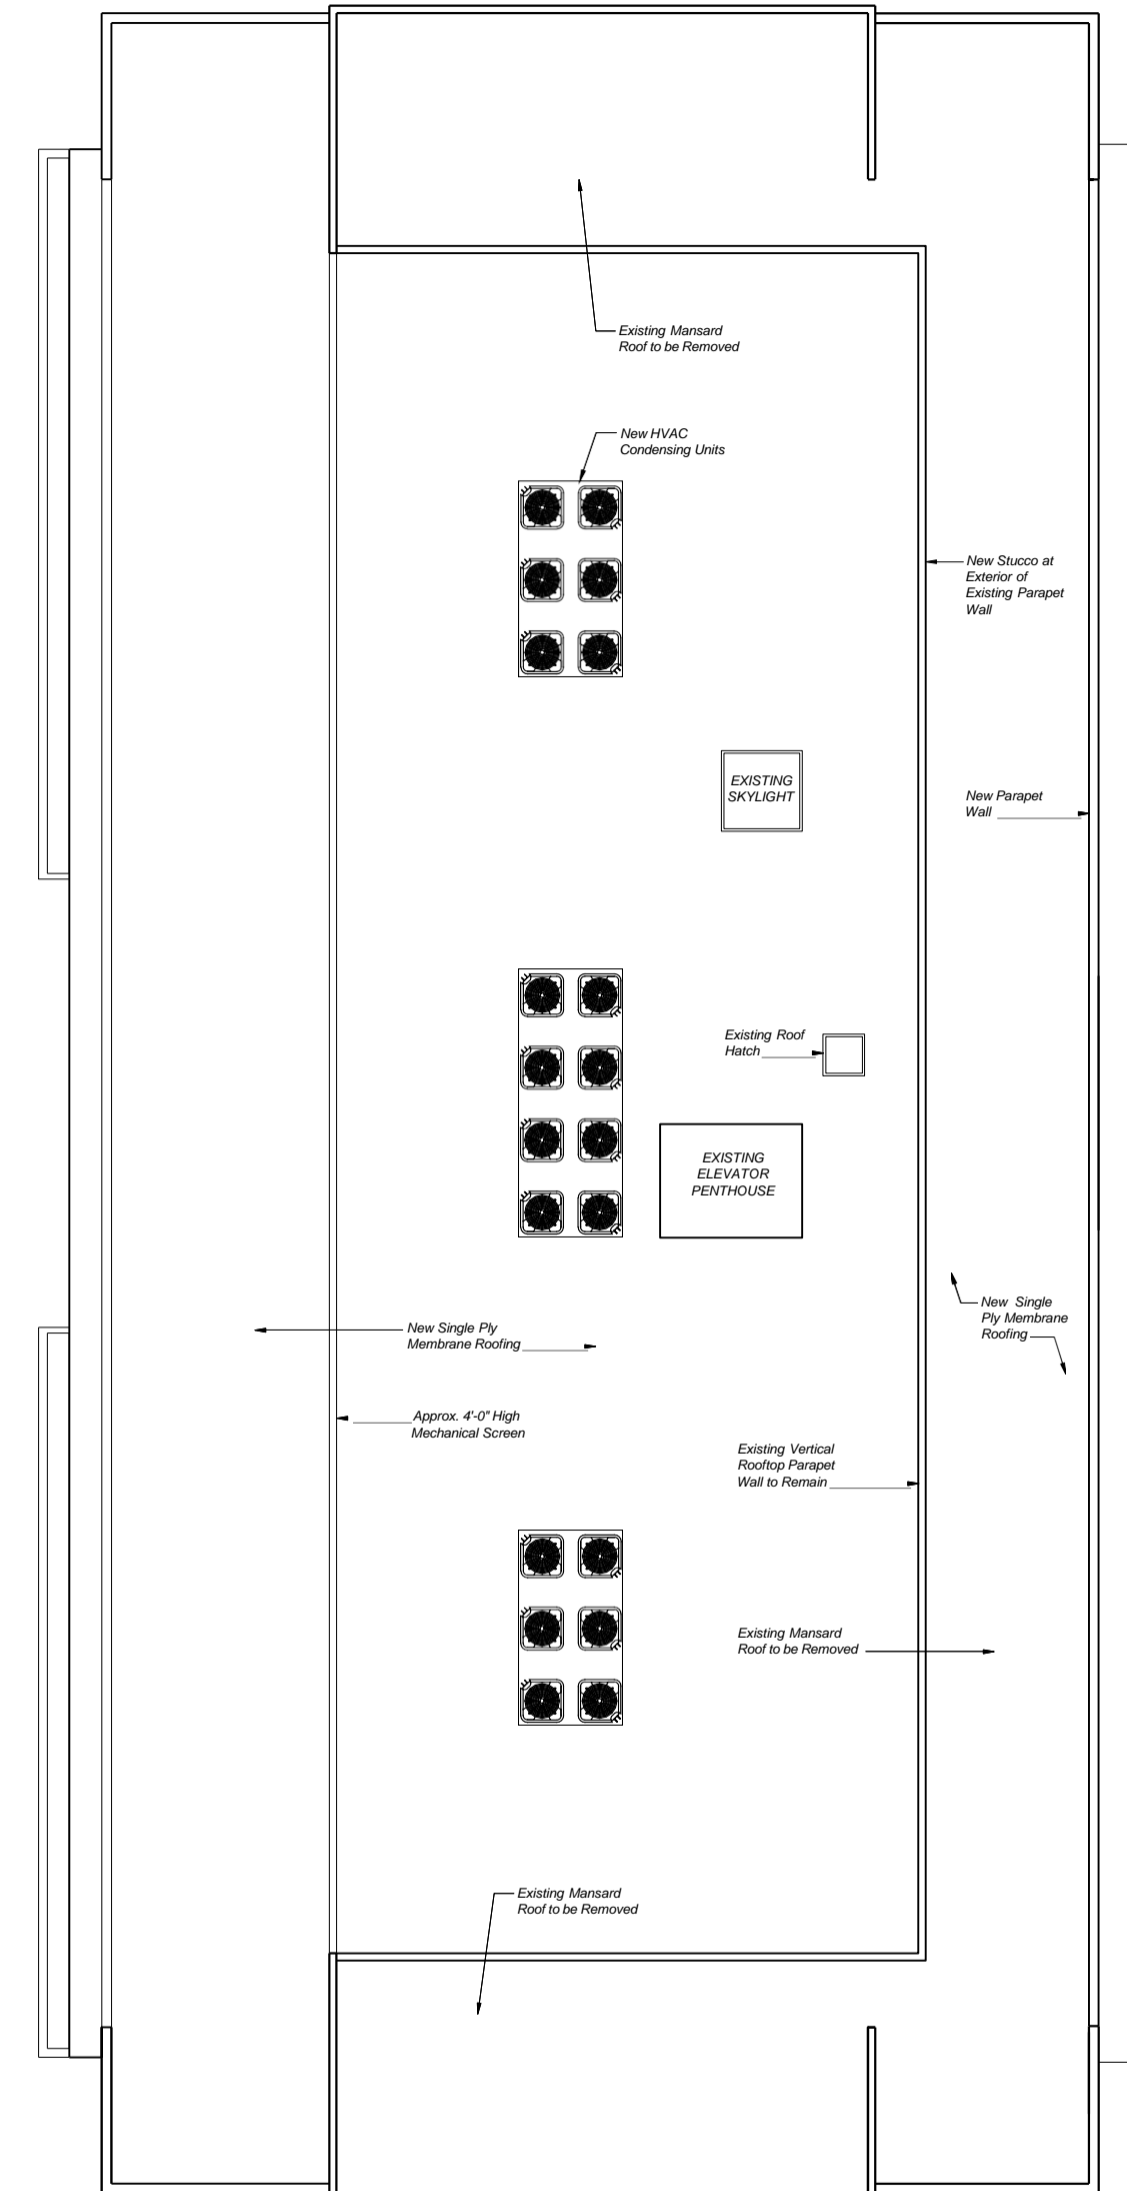 Existing Mansard
Roof to be Removed
New HVAC
Condensing Units
New Stucco at
Exterior of
Existing Parapet
Wall
EXISTING
SKYLIGHT
New Parapet
Wall
Existing Roof
Hatch
EXISTING
ELEVATOR
PENTHOUSE
New Single
Ply Membrane
Roofing
New Single Ply
Membrane Roofing
Approx. 4'-0" High
Mechanical Screen
Existing Vertical
Rooftop Parapet
Wall to Remain
Existing Mansard
Roof to be Removed
Existing Mansard
Roof to be Removed